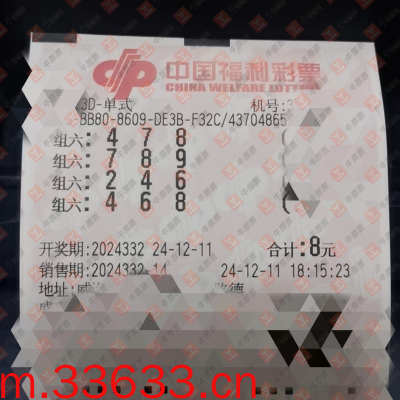 中国福利彩票
CHINA WELFARE LOTTERY
3D-单式 机号:
BB80-8609-DE3B-F32C/43704865
组六: 4 7 8
组六: 7 8 9
组六: 2 4 6
组六: 4 6 8
开奖期:2024332 24-12-11 合计:8元
销售期:2024332-14 24-12-11 18:15:23
地址:威
m.33633.cn